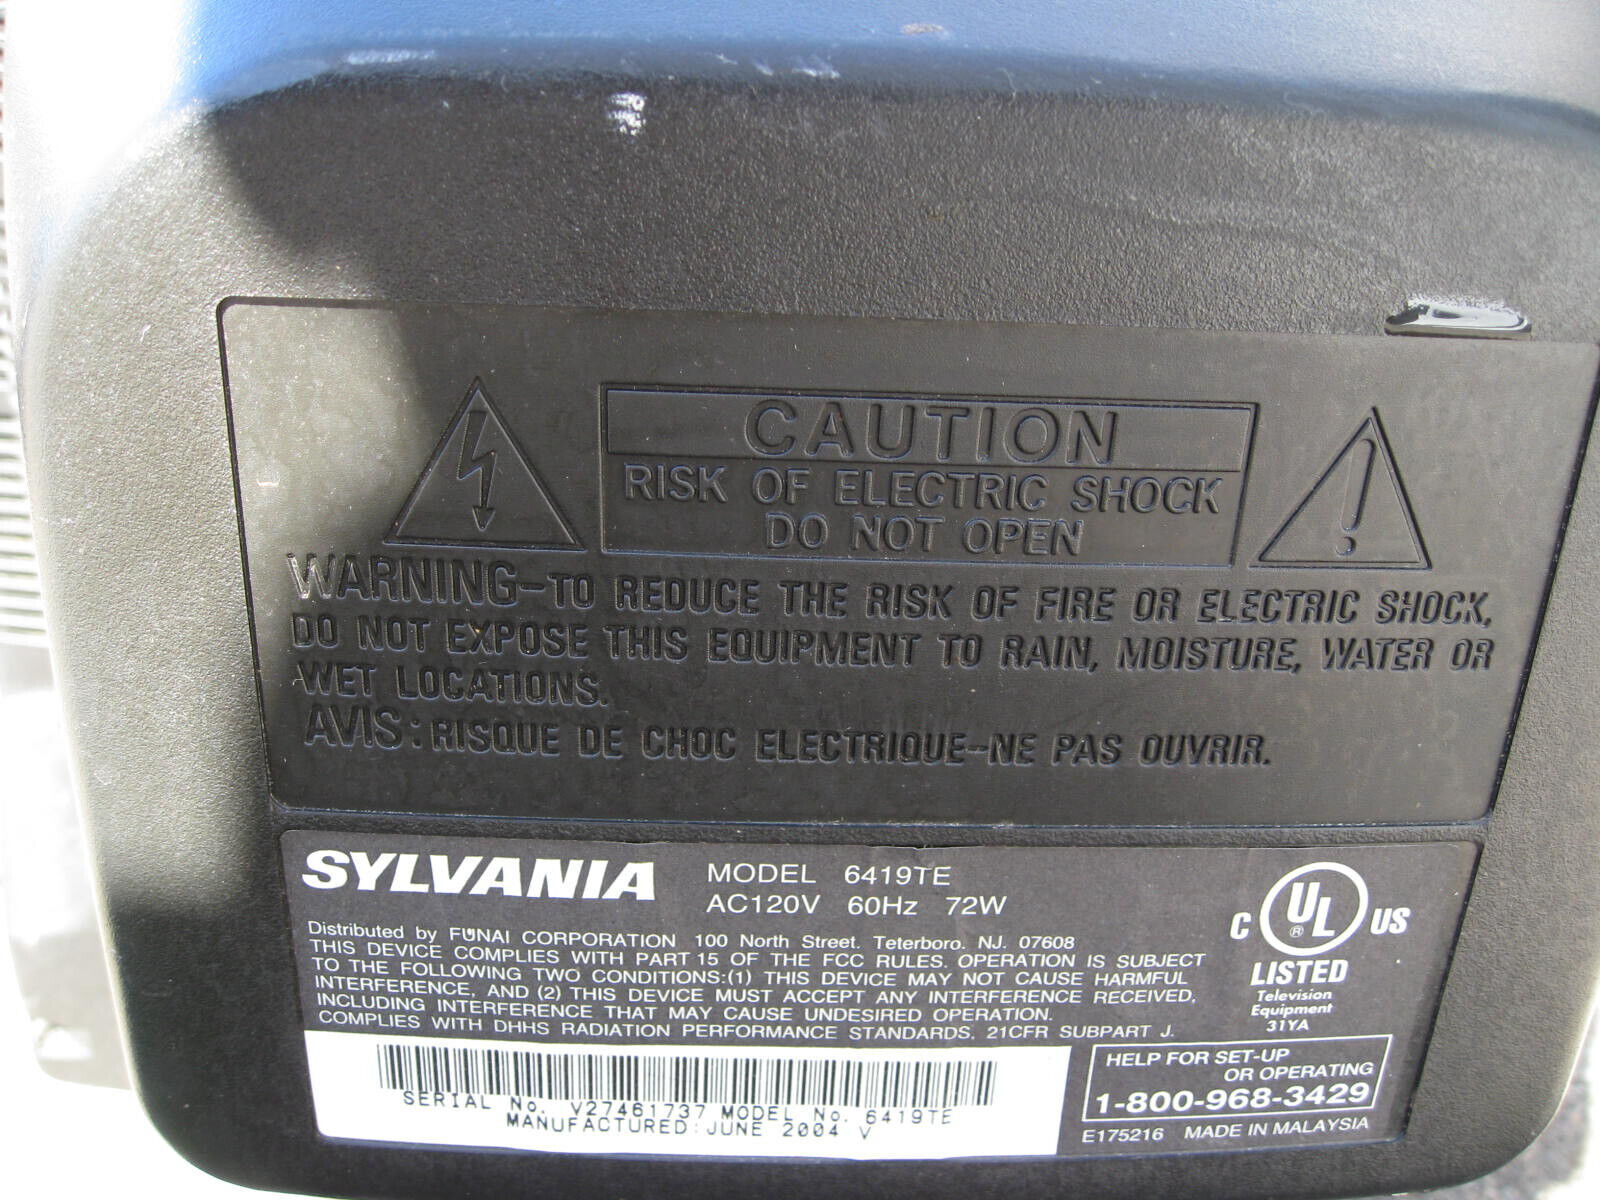 CAUTION
RISK OF ELECTRIC SHOCK
DO NOT OPEN
WARNING-TO REDUCE THE RISK OF FIRE OR ELECTRIC SHOCK,
DO NOT EXPOSE THIS EQUIPMENT TO RAIN, MOISTURE, WATER OR
WET LOCATIONS.
AVIS: RISQUE DE CHOC ELECTRIQUE-NE PAS OUVRIR.
SYLVANIA
MODEL 6419TE
AC120V 60Hz 72W
Distributed by FUNAI CORPORATION 100 North Street. Teterboro. NJ. 07608
THIS DEVICE COMPLIES WITH PART 15 OF THE FCC RULES. OPERATION IS SUBJECT
TO THE FOLLOWING TWO CONDITIONS:(1) THIS DEVICE MAY NOT CAUSE HARMFUL
INTERFERENCE, AND (2) THIS DEVICE MUST ACCEPT ANY INTERFERENCE RECEIVED,
INCLUDING INTERFERENCE THAT MAY CAUSE UNDESIRED OPERATION.
COMPLIES WITH DHHS RADIATION PERFORMANCE STANDARDS. 21CFR SUBPART J.
C UL ® US
LISTED
Television
Equipment
31YA
SERIAL No. V27461737 MODEL No. 6419TE
MANUFACTURED:JUNE 2004 V
HELP FOR SET-UP
OR OPERATING
1-800-968-3429
E175216 MADE IN MALAYSIA